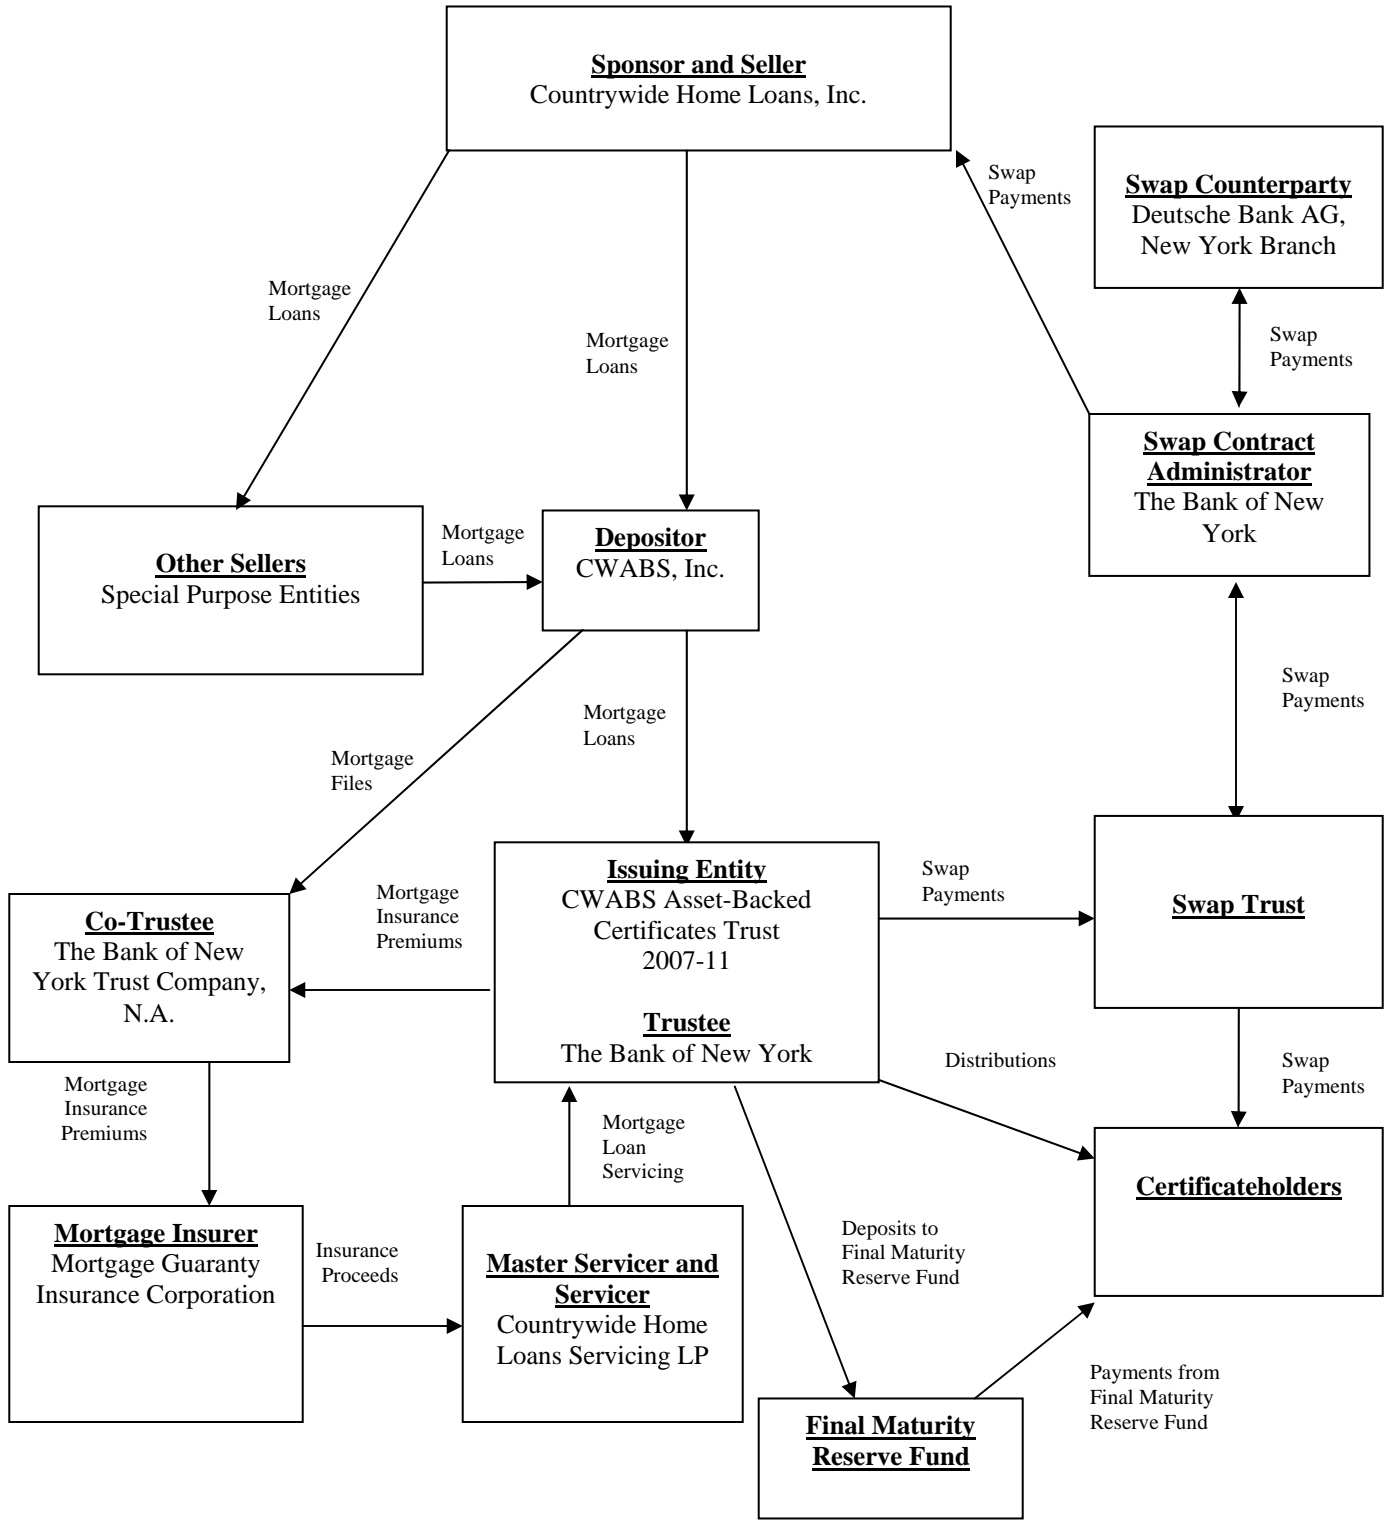 Sponsor and Seller
Countrywide Home Loans, Inc.
Swap
Payments
Swap Counterparty
Deutsche Bank AG,
New York Branch
Mortgage
Loans
Mortgage
Loans
Swap
Payments
Swap Contract
Administrator
The Bank of New
York
Other Sellers
Special Purpose Entities
Mortgage
Loans
Depositor
CWABS, Inc.
Swap
Payments
Mortgage
Files
Mortgage
Loans
Co-Trustee
The Bank of New
York Trust Company,
N.A.
Mortgage
Insurance
Premiums
Issuing Entity
CWABS Asset-Backed
Certificates Trust
2007-11
Trustee
The Bank of New York
Swap
Payments
Swap Trust
Distributions
Swap
Payments
Mortgage
Insurance
Premiums
Mortgage
Loan
Servicing
Certificateholders
Mortgage Insurer
Mortgage Guaranty
Insurance Corporation
Insurance
Proceeds
Master Servicer and
Servicer
Countrywide Home
Loans Servicing LP
Deposits to
Final Maturity
Reserve Fund
Payments from
Final Maturity
Reserve Fund
Final Maturity
Reserve Fund